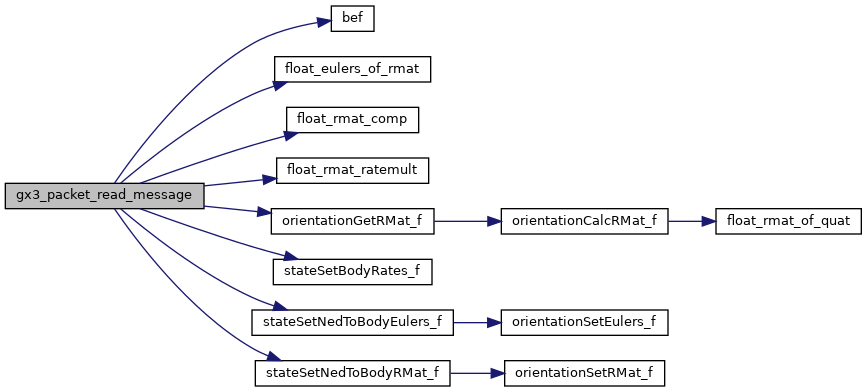 bef
float_eulers_of_rmat
float_rmat_comp
float_rmat_ratemult
gx3_packet_read_message
orientationGetRMat_f
orientationCalcRMat_f
float_rmat_of_quat
stateSetBodyRates_f
stateSetNedToBodyEulers_f
orientationSetEulers_f
stateSetNedToBodyRMat_f
orientationSetRMat_f